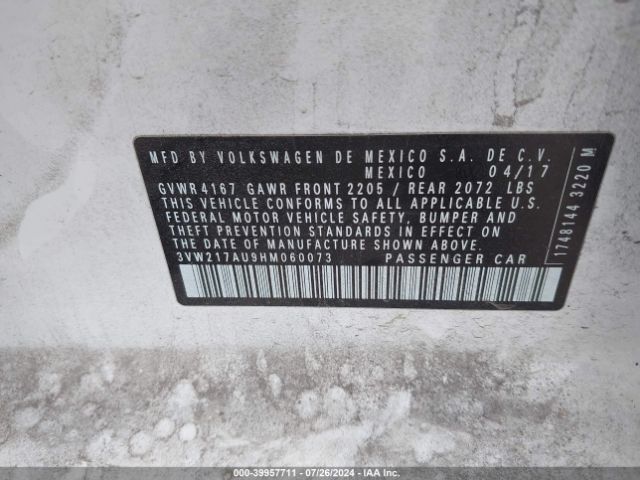 MFD BY VOLKSWAGEN DE MEXICO S.A. DE C.V.
MEXICO 04/17
GVWR 4167 GAWR FRONT 2205 / REAR 2072 LBS
THIS VEHICLE CONFORMS TO ALL APPLICABLE U.S.
FEDERAL MOTOR VEHICLE SAFETY, BUMPER AND
THEFT PREVENTION STANDARDS IN EFFECT ON
THE DATE OF MANUFACTURE SHOWN ABOVE.
3VW217AU9HM060073 PASSENGER CAR
1748144 3220 M
000-39957711 - 07/26/2024 - IAA Inc.